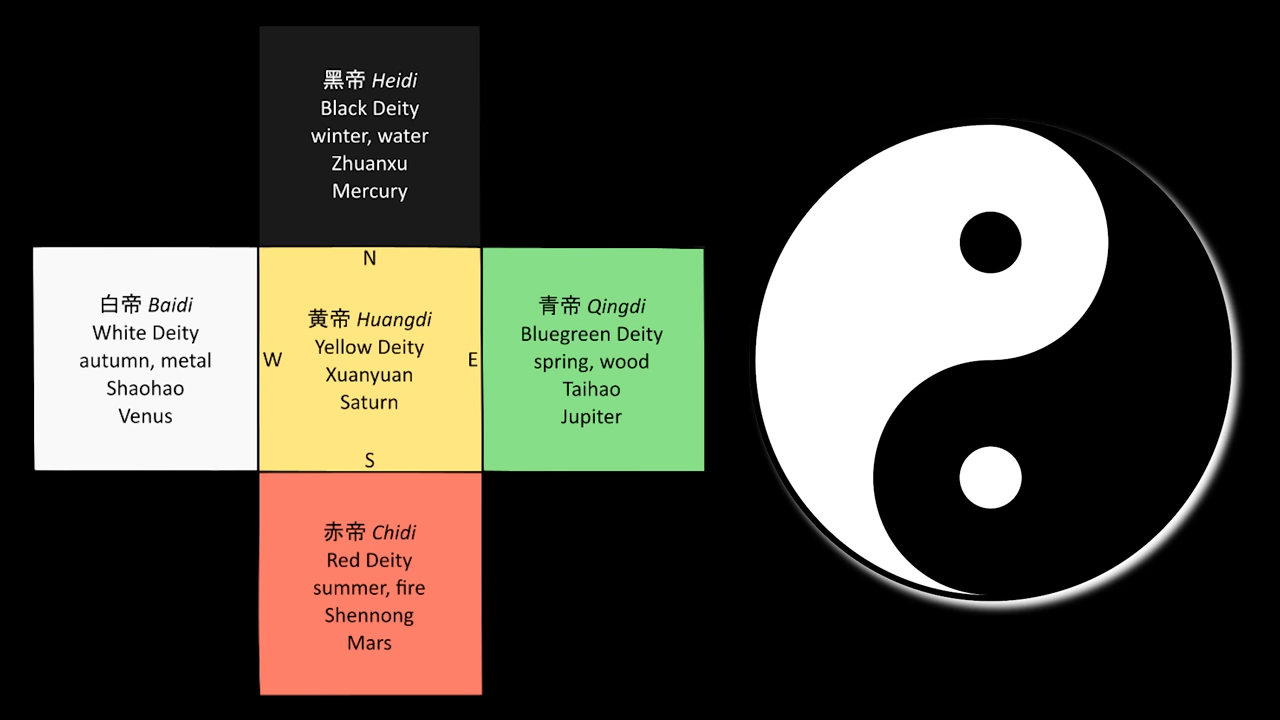 黑帝 Heidi
Black Deity
winter, water
Zhuanxu
Mercury
白帝 Baidi
White Deity
autumn, metal
Shaohao
Venus
N
黄帝 Huangdi
Yellow Deity
W
E
Xuanyuan
Saturn
S
青帝 Qingdi
Bluegreen Deity
spring, wood
Taihao
Jupiter
赤帝 Chidi
Red Deity
summer, fire
Shennong
Mars